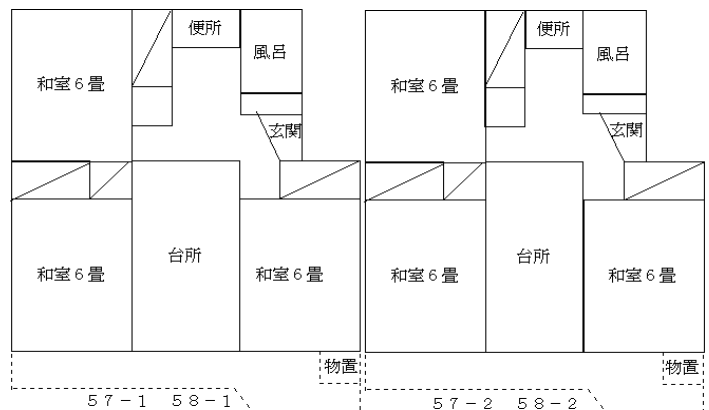 便所
風呂
和室６畳
玄関
和室６畳
台所
和室６畳
物置
５７－１　５８－１
便所
風呂
和室６畳
玄関
和室６畳
台所
和室６畳
物置
５７－２　５８－２